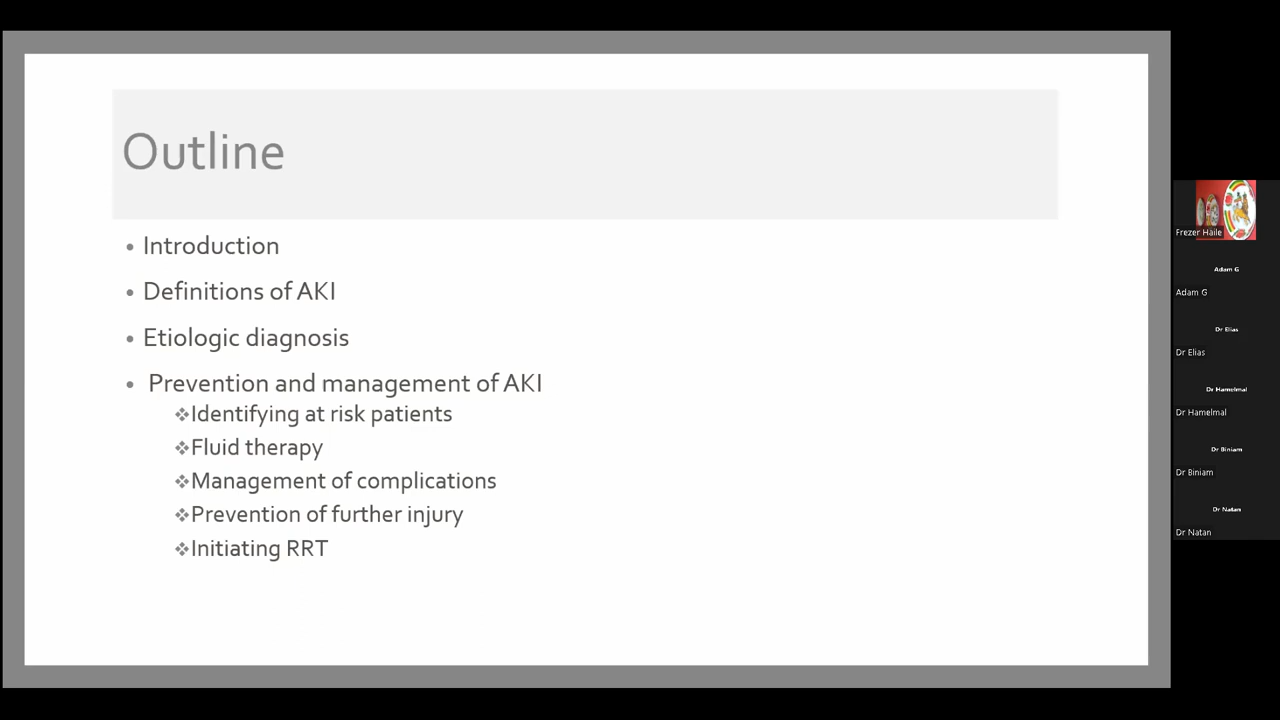 Outline
• Introduction
• Definitions of AKI
• Etiologic diagnosis
• Prevention and management of AKI
❖Identifying at risk patients
❖Fluid therapy
❖Management of complications
❖Prevention of further injury
❖Initiating RRT
Frezer Haile
Adam G
Adam G
Dr Elias
Dr Elias
Dr Hamelmal
Dr Hamelmal
Dr Biniam
Dr Biniam
Dr Natan
Dr Natan